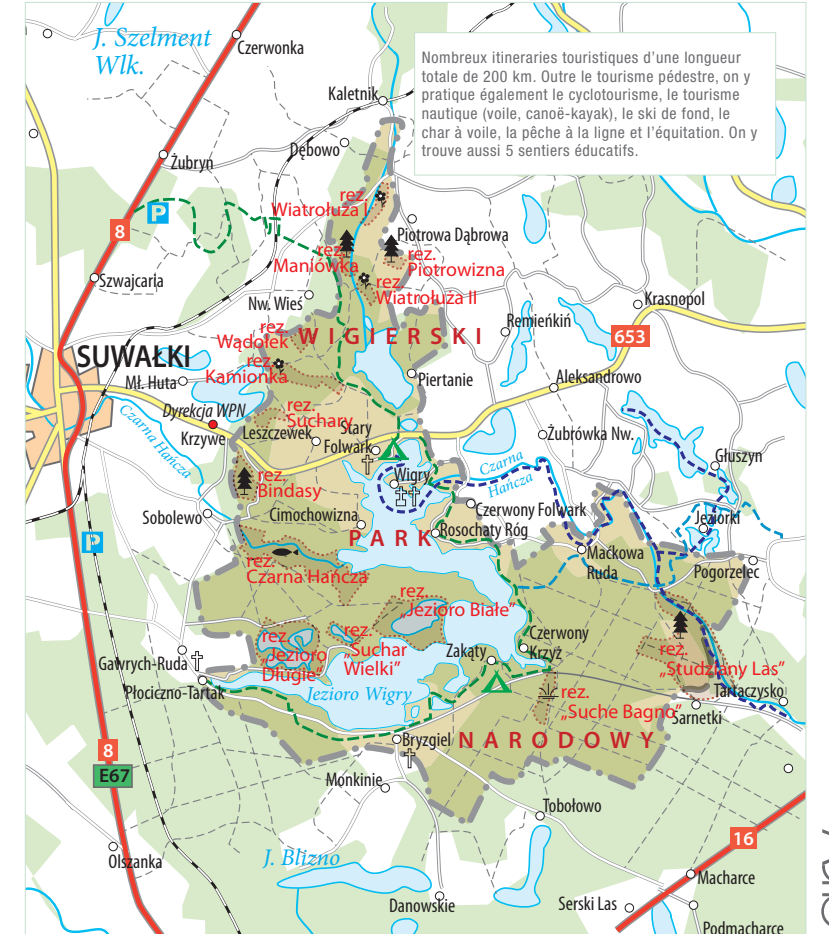 J. Szelment
Wlk.
Czerwonka
Nombreux itineraries touristiques d'une longueur
totale de 200 km. Outre le tourisme pédestre, on y
pratique également le cyclotourisme, le tourisme
nautique (voile, canoë-kayak), le ski de fond, le
char à voile, la pêche à la ligne et l'équitation. On y
trouve aussi 5 sentiers éducatifs.
Kaletnik
Dębowo
Żubryń
rez.
Wiatrołuża I
P
8
Piotrowa Dąbrowa
rez.
Maniówka
rez.
Piotrowizna
Szwajcaria
rez.
Wiatrołuża II
Nw. Wieś
Krasnopol
Remieńkiń
rez.
Wądołek
WIGIERSKI
653
SUWAŁKI
rez.
Kamionka
Mł. Huta
Piertanie
Aleksandrowo
Dyrekcja WPN
rez.
Suchary
Czarna Hańcza
Krzywe
Leszczewek
Stary
Folwark
Żubrówka Nw.
Głuszyn
Czarna
Hańcza
rez.
Bindasy
Wigry
Sobolewo
Cimochowizna
Czerwony Folwark
Jeziorki
P
PARK
Rosochaty Róg
Maćkowa
Ruda
Pogorzelec
rez.
Czarna Hańcza
rez.
Jezioro Białe”
rez.
„Jezioro
Długie”
rez.
„Suchar
Wielki”
Czerwony
Krzyż
Zakąty
rez.
„Studziany Las”
Gawrych-Ruda
Płociczno-Tartak
Jezioro Wigry
rez.
„Suche Bagno”
Tartaczysko
Sarnetki
Bryzgiel
NARODOWY
8
E67
Monkinie
Tobołowo
16
Olszanka
J. Blizno
Macharce
Danowskie
Serski Las
Podmacharce